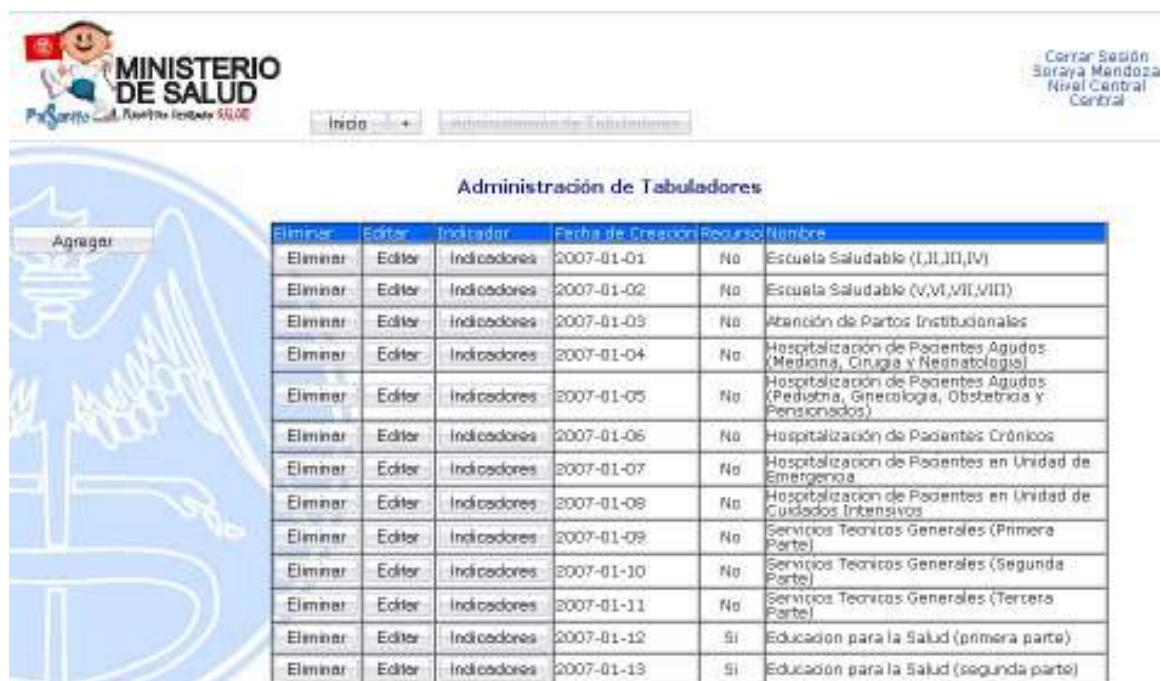 MINISTERIO
DE SALUD
Cerrar Sesión
Soraya Mendoza
Nivel Central
Central
Inicio +
Administración de Tabuladores
Administración de Tabuladores
Agregar
Eliminar Editar Indicador Fecha de Creación Recurso Nombre
Eliminar Editar Indicadores 2007-01-01 No Escuela Saludable (I,II,III,IV)
Eliminar Editar Indicadores 2007-01-02 No Escuela Saludable (V,VI,VII,VIII)
Eliminar Editar Indicadores 2007-01-03 No Atención de Partos Institucionales
Eliminar Editar Indicadores 2007-01-04 No Hospitalización de Pacientes Agudos
(Medicina, Cirugia y Neonatologia)
Eliminar Editar Indicadores 2007-01-05 No Hospitalización de Pacientes Agudos
(Pediatria, Ginecologia, Obstetricia y
Pensionados)
Eliminar Editar Indicadores 2007-01-06 No Hospitalización de Pacientes Crónicos
Eliminar Editar Indicadores 2007-01-07 No Hospitalizacion de Pacientes en Unidad de
Emergencia
Eliminar Editar Indicadores 2007-01-08 No Hospitalizacion de Pacientes en Unidad de
Cuidados Intensivos
Eliminar Editar Indicadores 2007-01-09 No Servicios Tecnicos Generales (Primera
Parte)
Eliminar Editar Indicadores 2007-01-10 No Servicios Tecnicos Generales (Segunda
Parte)
Eliminar Editar Indicadores 2007-01-11 No Servicios Tecnicos Generales (Tercera
Parte)
Eliminar Editar Indicadores 2007-01-12 Si Educacion para la Salud (primera parte)
Eliminar Editar Indicadores 2007-01-13 Si Educacion para la Salud (segunda parte)